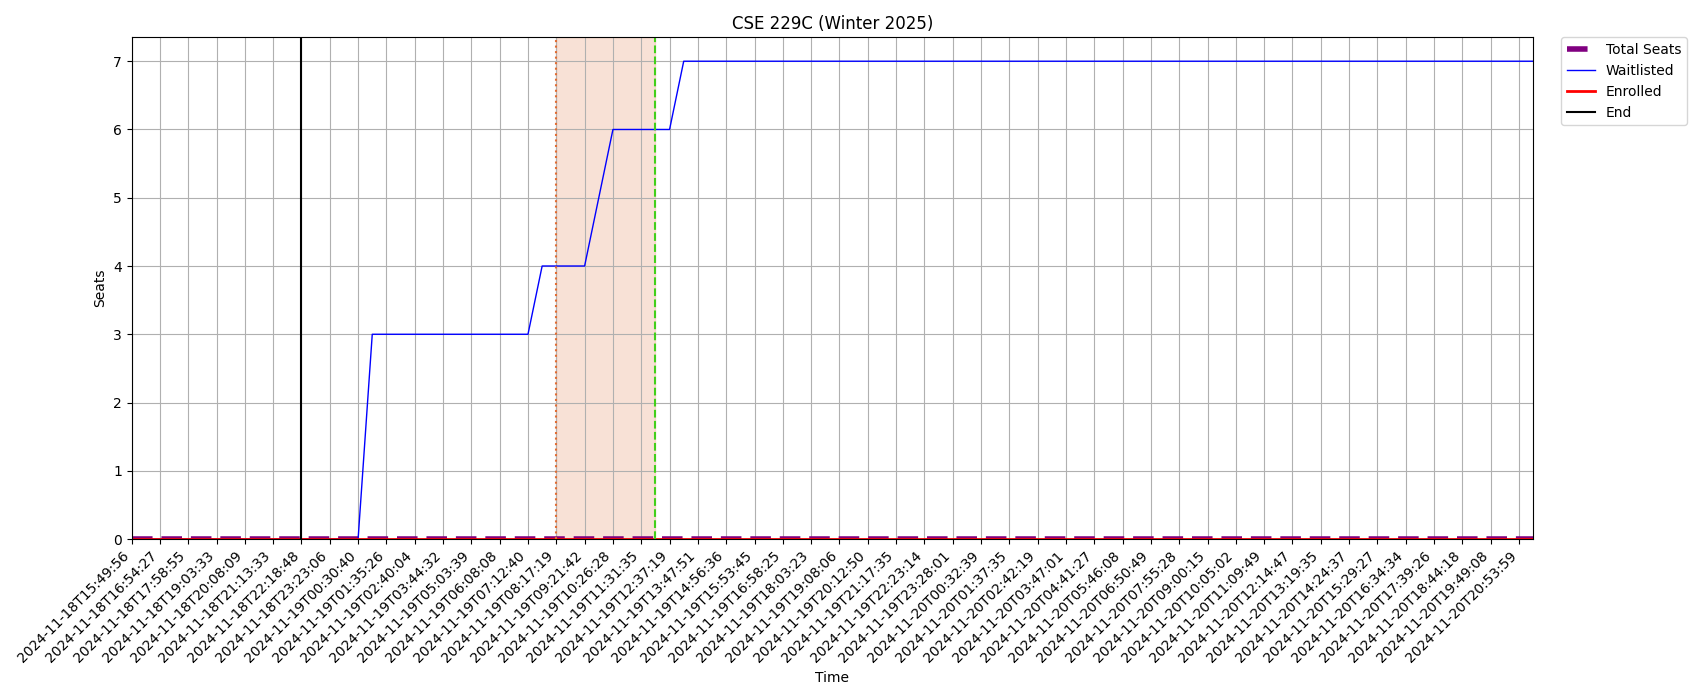 CSE 229C (Winter 2025)
Total Seats
Waitlisted
Enrolled
End
Seats
7
6
5
4
3
2
1
0
2024-11-18T15:49:56
2024-11-18T16:54:27
2024-11-18T17:58:55
2024-11-18T19:03:33
2024-11-18T20:08:09
2024-11-18T21:13:33
2024-11-18T22:18:48
2024-11-18T23:23:06
2024-11-19T00:30:40
2024-11-19T01:35:26
2024-11-19T02:40:04
2024-11-19T03:44:32
2024-11-19T05:03:39
2024-11-19T06:08:08
2024-11-19T07:12:40
2024-11-19T08:17:19
2024-11-19T09:21:42
2024-11-19T10:26:28
2024-11-19T11:31:35
2024-11-19T12:37:19
2024-11-19T13:47:51
2024-11-19T14:56:36
2024-11-19T15:53:45
2024-11-19T16:58:25
2024-11-19T18:03:23
2024-11-19T19:08:06
2024-11-19T20:12:50
2024-11-19T21:17:35
2024-11-19T22:23:14
2024-11-19T23:28:01
2024-11-20T00:32:39
2024-11-20T01:37:35
2024-11-20T02:42:19
2024-11-20T03:47:01
2024-11-20T04:41:27
2024-11-20T05:46:08
2024-11-20T06:50:49
2024-11-20T07:55:28
2024-11-20T09:00:15
2024-11-20T10:05:02
2024-11-20T11:09:49
2024-11-20T12:14:47
2024-11-20T13:19:35
2024-11-20T14:24:37
2024-11-20T15:29:27
2024-11-20T16:34:34
2024-11-20T17:39:26
2024-11-20T18:44:18
2024-11-20T19:49:08
2024-11-20T20:53:59
Time